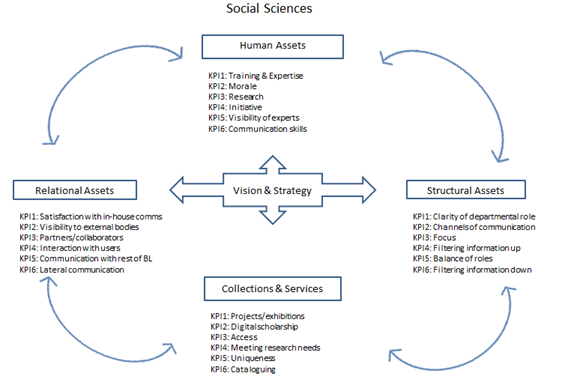 Social Sciences
Human Assets
KPI1: Training & Expertise
KPI2: Morale
KPI3: Research
KPI4: Initiative
KPI5: Visibility of experts
KPI6: Communication skills
Relational Assets
KPI1: Satisfaction with in-house comms
KPI2: Visibility to external bodies
KPI3: Partners/collaborators
KPI4: Interaction with users
KPI5: Communication with rest of BL
KPI6: Lateral communication
Vision & Strategy
Structural Assets
KPI1: Clarity of departmental role
KPI2: Channels of communication
KPI3: Focus
KPI4: Filtering information up
KPI5: Balance of roles
KPI6: Filtering information down
Collections & Services
KPI1: Projects/exhibitions
KPI2: Digital scholarship
KPI3: Access
KPI4: Meeting research needs
KPI5: Uniqueness
KPI6: Cataloguing